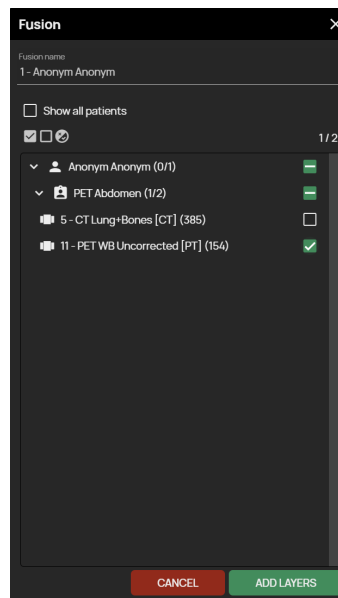 Fusion
Fusion name
1 - Anonym Anonym
Show all patients
1/2
Anonym Anonym (0/1)
PET Abdomen (1/2)
5 - CT Lung+Bones [CT] (385)
11 - PET WB Uncorrected [PT] (154)
CANCEL
ADD LAYERS